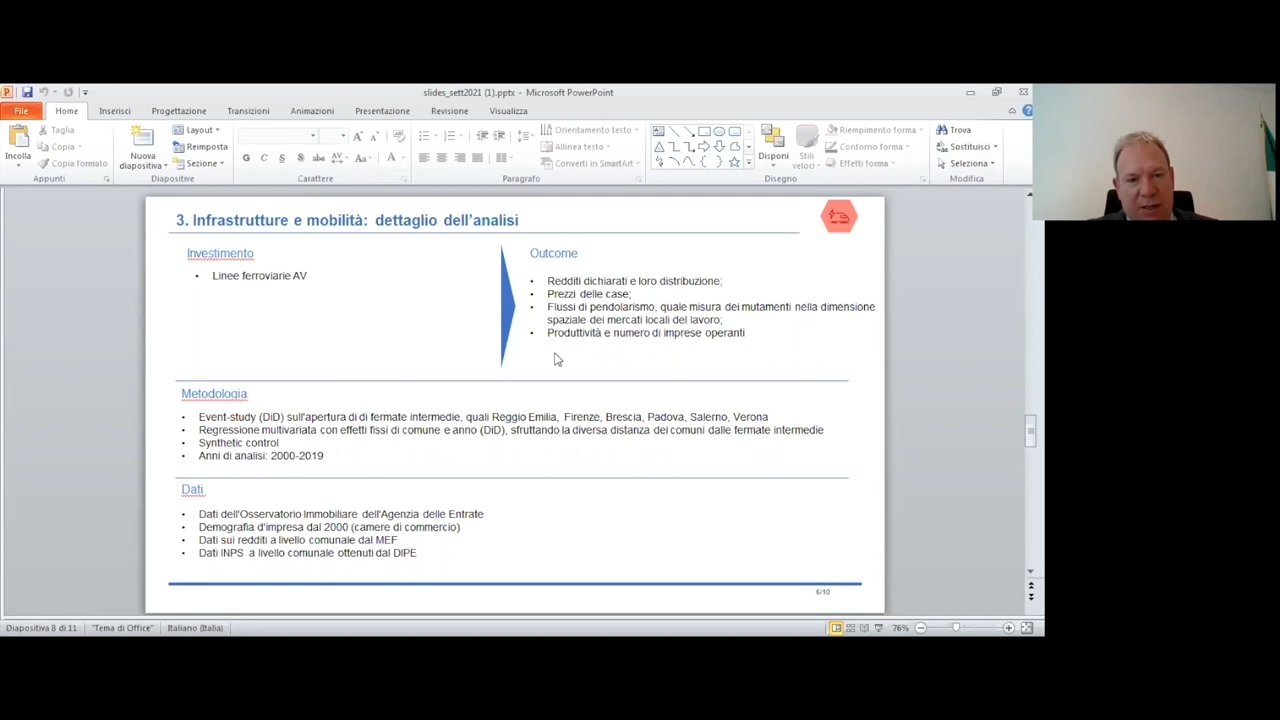 slides_sett2021 (1).pptx - Microsoft PowerPoint
File Home Inserisci Progettazione Transizioni Animazioni Presentazione Revisione Visualizza
Incolla
Taglia
Copia
Copia formato
Appunti
Nuova
diapositiva
Layout
Reimposta
Sezione
Diapositive
G C S S abc AV Aa A
Carattere
Orientamento testo
Allinea testo
Converti in SmartArt
Paragrafo
Disponi
Stili
veloci
Riempimento forma
Contorno forma
Effetti forma
Disegno
Trova
Sostituisci
Seleziona
Modifica
3. Infrastrutture e mobilità: dettaglio dell'analisi
Investimento
• Linee ferroviarie AV
Outcome
• Redditi dichiarati e loro distribuzione;
• Prezzi delle case;
• Flussi di pendolarismo, quale misura dei mutamenti nella dimensione
spaziale dei mercati locali del lavoro;
• Produttività e numero di imprese operanti
Metodologia
• Event-study (DiD) sull'apertura di di fermate intermedie, quali Reggio Emilia, Firenze, Brescia, Padova, Salerno, Verona
• Regressione multivariata con effetti fissi di comune e anno (DiD), sfruttando la diversa distanza dei comuni dalle fermate intermedie
• Synthetic control
• Anni di analisi: 2000-2019
Dati
• Dati dell'Osservatorio Immobiliare dell'Agenzia delle Entrate
• Demografia d'impresa dal 2000 (camere di commercio)
• Dati sui redditi a livello comunale dal MEF
• Dati INPS a livello comunale ottenuti dal DIPE
6/10
Diapositiva 8 di 11 "Tema di Office" Italiano (Italia) 76%